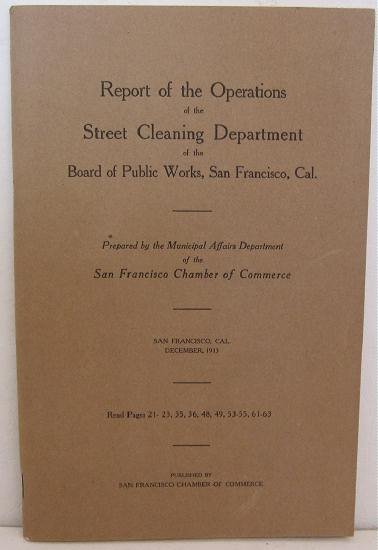 Report of the Operations
of the
Street Cleaning Department
of the
Board of Public Works, San Francisco, Cal.
Prepared by the Municipal Affairs Department
of the
San Francisco Chamber of Commerce
SAN FRANCISCO, CAL.
DECEMBER, 1913
Read Pages 21- 23, 35, 36, 48, 49, 53-55, 61-63
PUBLISHED BY
SAN FRANCISCO CHAMBER OF COMMERCE